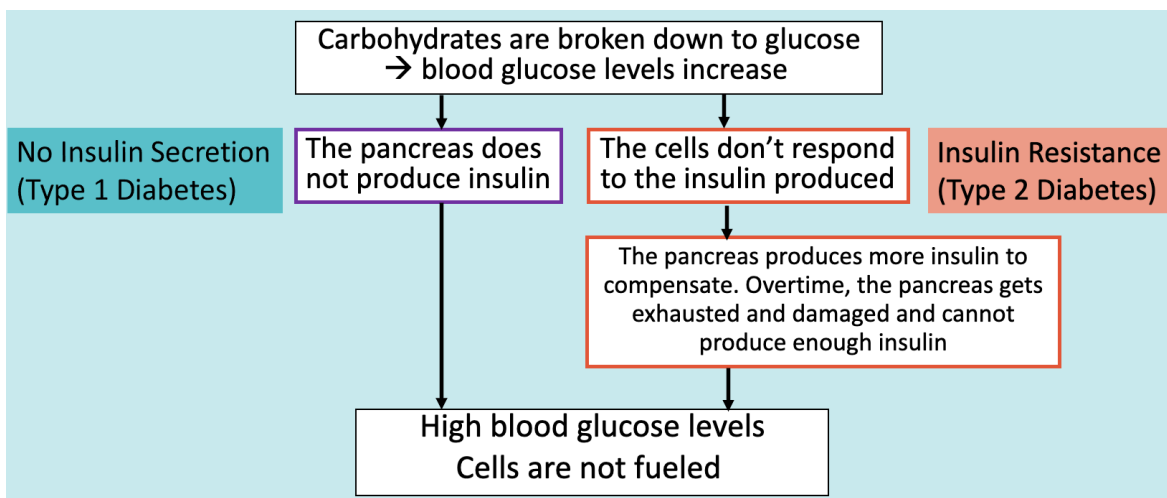 Carbohydrates are broken down to glucose
→ blood glucose levels increase
No Insulin Secretion
(Type 1 Diabetes)
The pancreas does
not produce insulin
The cells don’t respond
to the insulin produced
Insulin Resistance
(Type 2 Diabetes)
The pancreas produces more insulin to
compensate. Overtime, the pancreas gets
exhausted and damaged and cannot
produce enough insulin
High blood glucose levels
Cells are not fueled